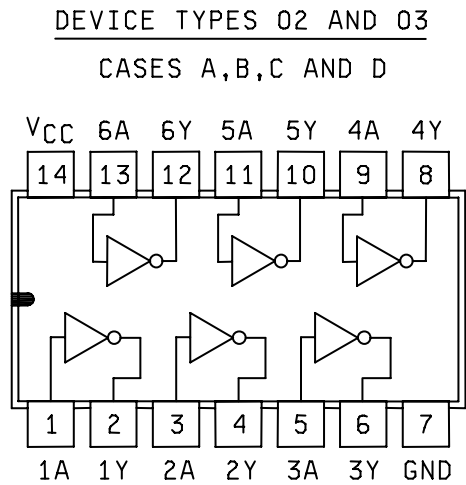 DEVICE TYPES 02 AND 03
CASES A,B,C AND D
VCC 6A 6Y 5A 5Y 4A 4Y
14 13 12 11 10 9 8
1 2 3 4 5 6 7
1A 1Y 2A 2Y 3A 3Y GND